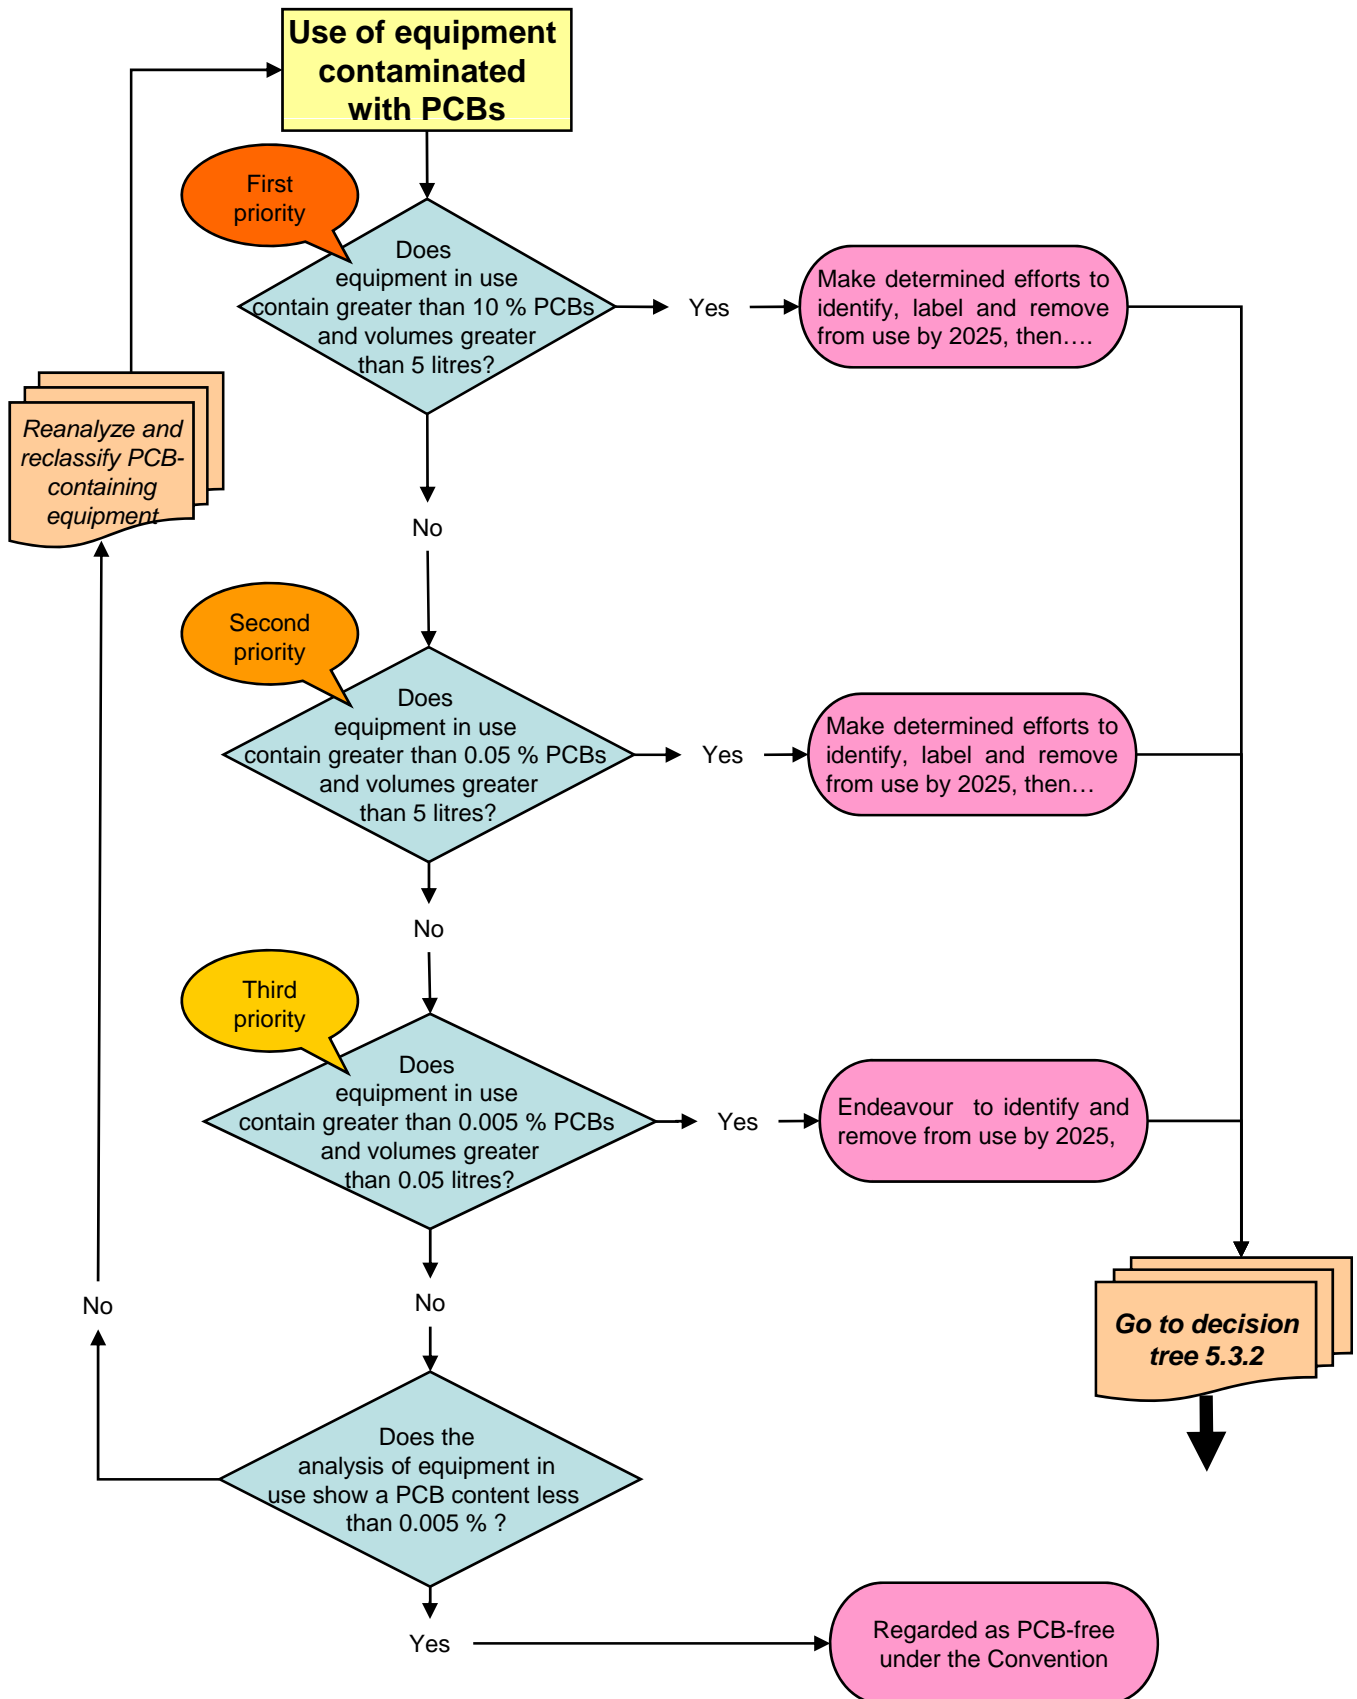 Use of equipment
contaminated
with PCBs
First
priority
Does
equipment in use
contain greater than 10 % PCBs
and volumes greater
than 5 litres?
Yes
Make determined efforts to
identify, label and remove
from use by 2025, then….
Reanalyze and
reclassify PCB-
containing
equipment
No
Second
priority
Does
equipment in use
contain greater than 0.05 % PCBs
and volumes greater
than 5 litres?
Yes
Make determined efforts to
identify, label and remove
from use by 2025, then…
No
Third
priority
Does
equipment in use
contain greater than 0.005 % PCBs
and volumes greater
than 0.05 litres?
Yes
Endeavour to identify and
remove from use by 2025,
No
No
Go to decision
tree 5.3.2
Does the
analysis of equipment in
use show a PCB content less
than 0.005 % ?
Yes
Regarded as PCB-free
under the Convention